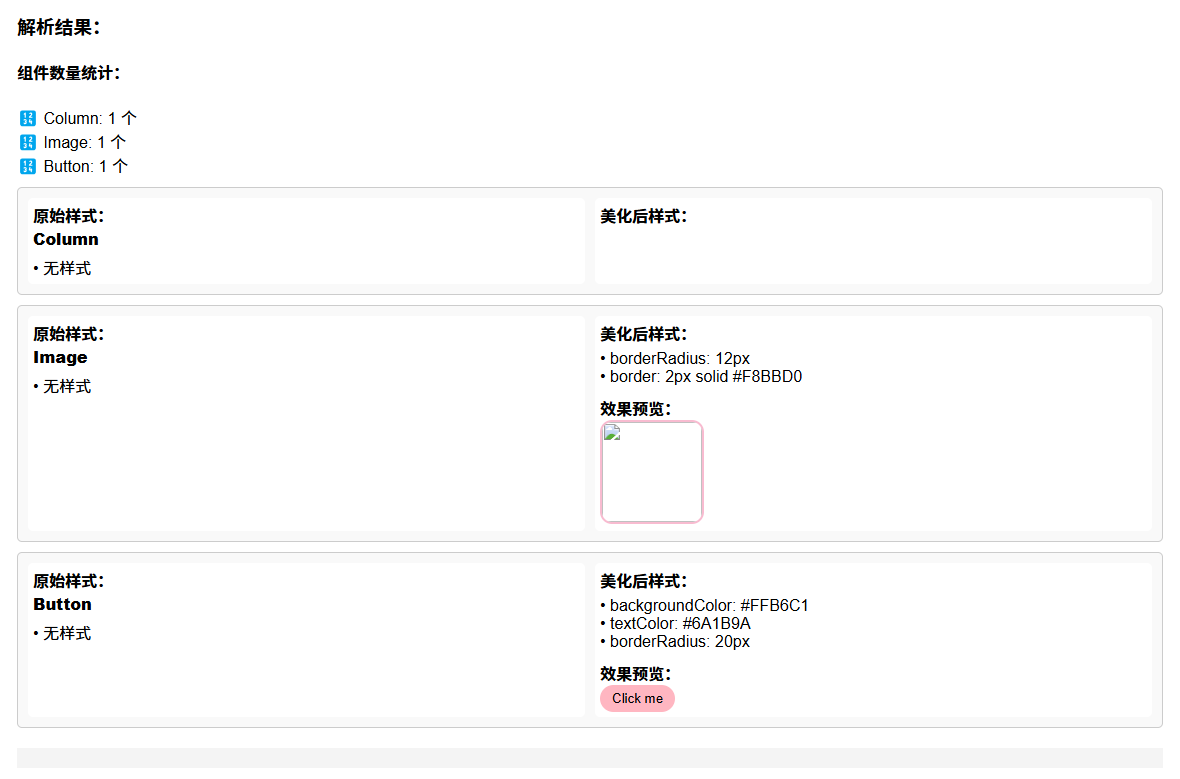 解析结果：
组件数量统计：
🔢 Column: 1 个
🔢 Image: 1 个
🔢 Button: 1 个
原始样式：
Column
• 无样式
美化后样式：
原始样式：
Image
• 无样式
美化后样式：
• borderRadius: 12px
• border: 2px solid #F8BBD0
效果预览：
原始样式：
Button
• 无样式
美化后样式：
• backgroundColor: #FFB6C1
• textColor: #6A1B9A
• borderRadius: 20px
效果预览：
Click me